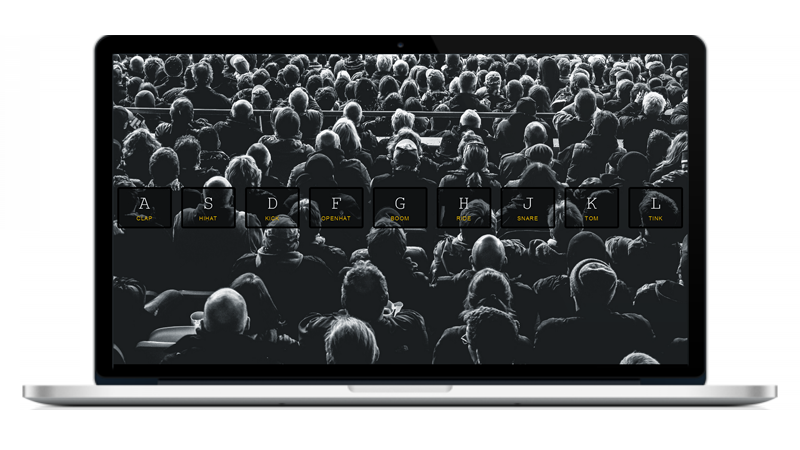 A S D F G H J K L
CLAP HIHAT KICK OPENHAT BOOM RIDE SNARE TOM TINK